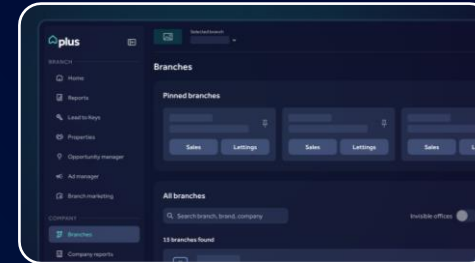 plus
Selected branch
BRANCH
Home
Reports
Lead to Keys
Properties
Opportunity manager
Ad manager
Branch marketing
COMPANY
Branches
Company reports
Branches
Pinned branches
Sales
Lettings
Sales
Lettings
Sales
L
All branches
Search branch, brand, company
Invisible offices
13 branches found